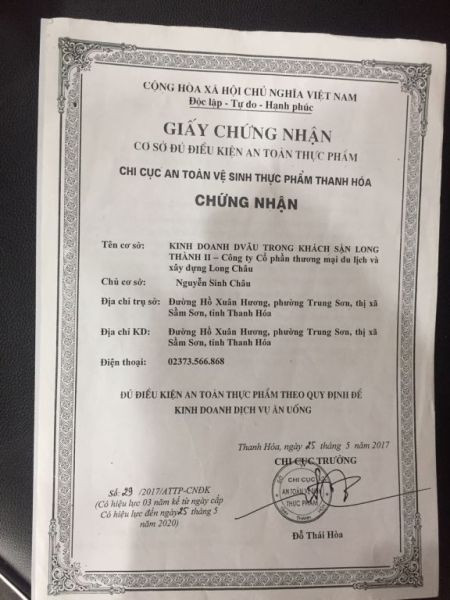 CỘNG HÒA XÃ HỘI CHỦ NGHĨA VIỆT NAM
Độc lập - Tự do - Hạnh phúc
GIẤY CHỨNG NHẬN
CƠ SỞ ĐỦ ĐIỀU KIỆN AN TOÀN THỰC PHẨM
CHI CỤC AN TOÀN VỆ SINH THỰC PHẨM THANH HÓA
CHỨNG NHẬN
Tên cơ sở: KINH DOANH DVĂU TRONG KHÁCH SẠN LONG
THÀNH II – Công ty Cổ phần thương mại du lịch và
xây dựng Long Châu
Chủ cơ sở: Nguyễn Sinh Châu
Địa chỉ trụ sở: Đường Hồ Xuân Hương, phường Trung Sơn, thị xã
Sầm Sơn, tỉnh Thanh Hóa
Địa chỉ KD: Đường Hồ Xuân Hương, phường Trung Sơn, thị xã
Sầm Sơn, tỉnh Thanh Hóa
Điện thoại: 02373.566.868
ĐỦ ĐIỀU KIỆN AN TOÀN THỰC PHẨM THEO QUY ĐỊNH ĐỂ
KINH DOANH DỊCH VỤ ĂN UỐNG
Thanh Hóa, ngày 25 tháng 5 năm 2017
CHI CỤC TRƯỞNG
Số: 29 /2017/ATTP-CNĐK
(Có hiệu lực 03 năm kể từ ngày cấp
Có hiệu lực đến ngày 25 tháng 5
năm 2020)
CHI CỤC
AN TOÀN VỆ SINH
THỰC PHẨM
Đỗ Thái Hòa